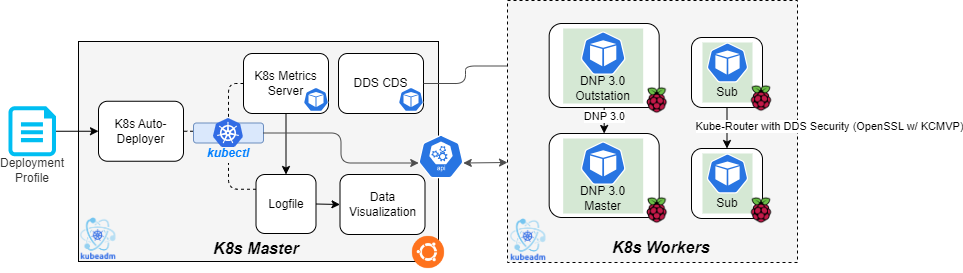 Deployment
Profile
K8s Auto-
Deployer
kubectl
K8s Metrics
Server
DDS CDS
Logfile
Data
Visualization
api
kubeadm
K8s Master
DNP 3.0
Outstation
DNP 3.0
DNP 3.0
Master
Sub
Kube-Router with DDS Security (OpenSSL w/ KCMVP)
Sub
kubeadm
K8s Workers